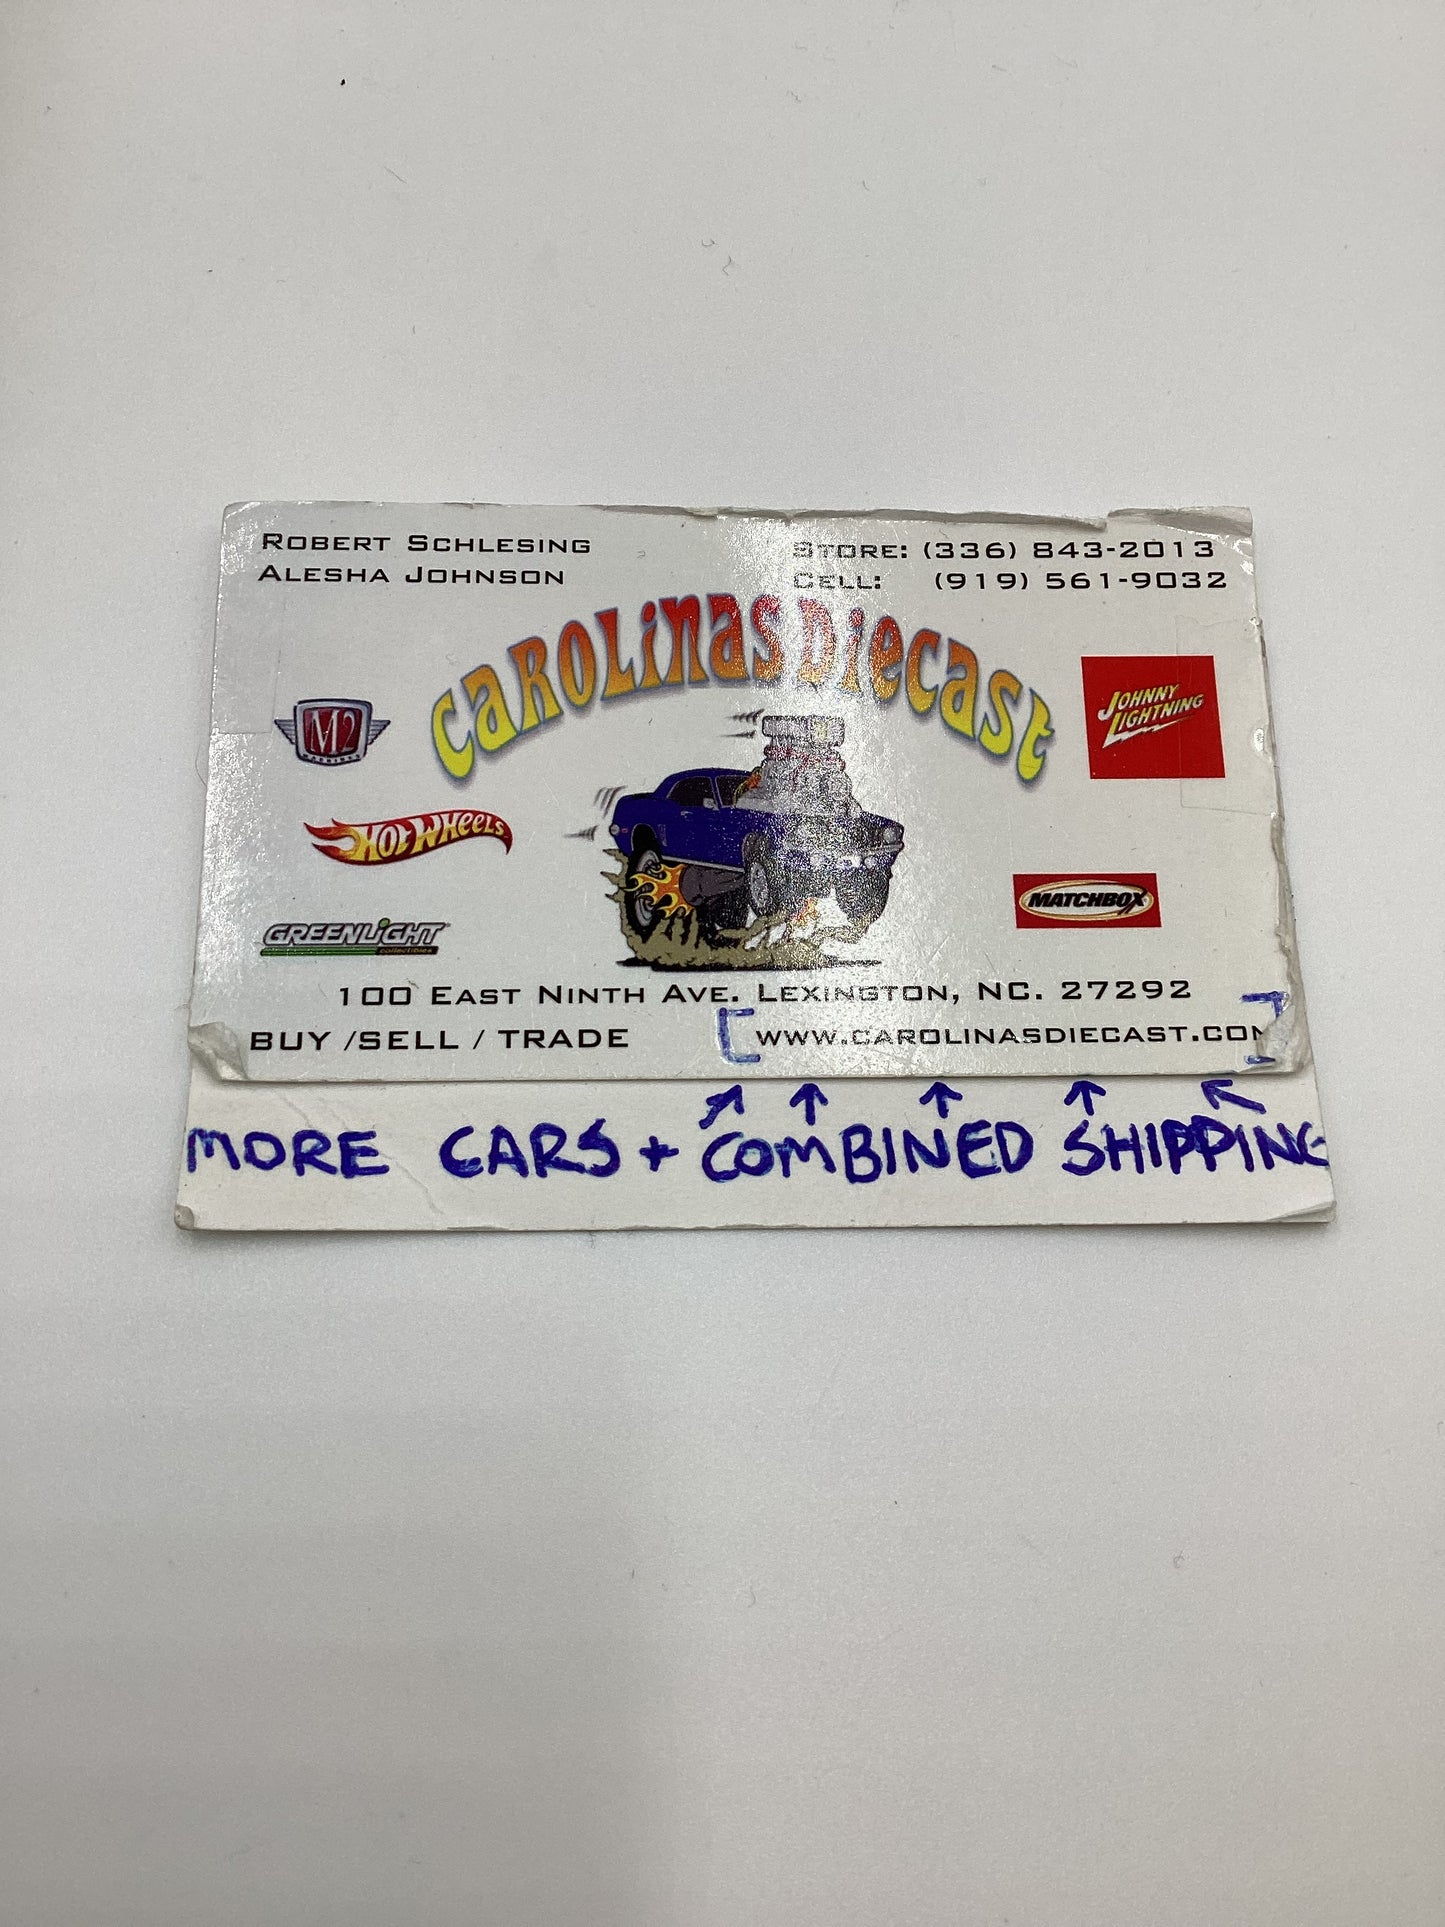 ROBERT SCHLESING
ALESHA JOHNSON
STORE: (336) 843-2013
CELL: (919) 561-9032
CAROLiNAS DiECAST
M2
MACHINES
JOHNNY
LIGHTNING
HOT WHEELS
MATCHBOX
GREENLiGHT
collectibles
100 EAST NINTH AVE. LEXINGTON, NC. 27292
BUY /SELL / TRADE
[WWW.CAROLINASDIECAST.COM]
MORE CARS + COMBINED SHIPPING